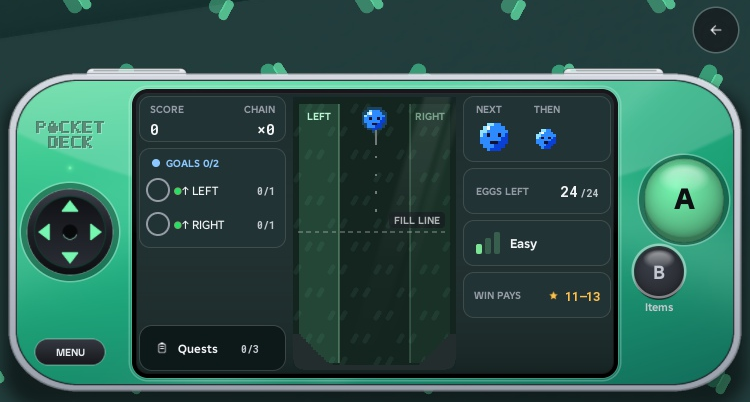 POCKET
DECK
MENU
SCORE
CHAIN
0
×0
GOALS 0/2
↑ LEFT
0/1
↑ RIGHT
0/1
Quests
0/3
LEFT
RIGHT
FILL LINE
NEXT
THEN
EGGS LEFT
24 /24
Easy
WIN PAYS
★ 11–13
A
B
Items